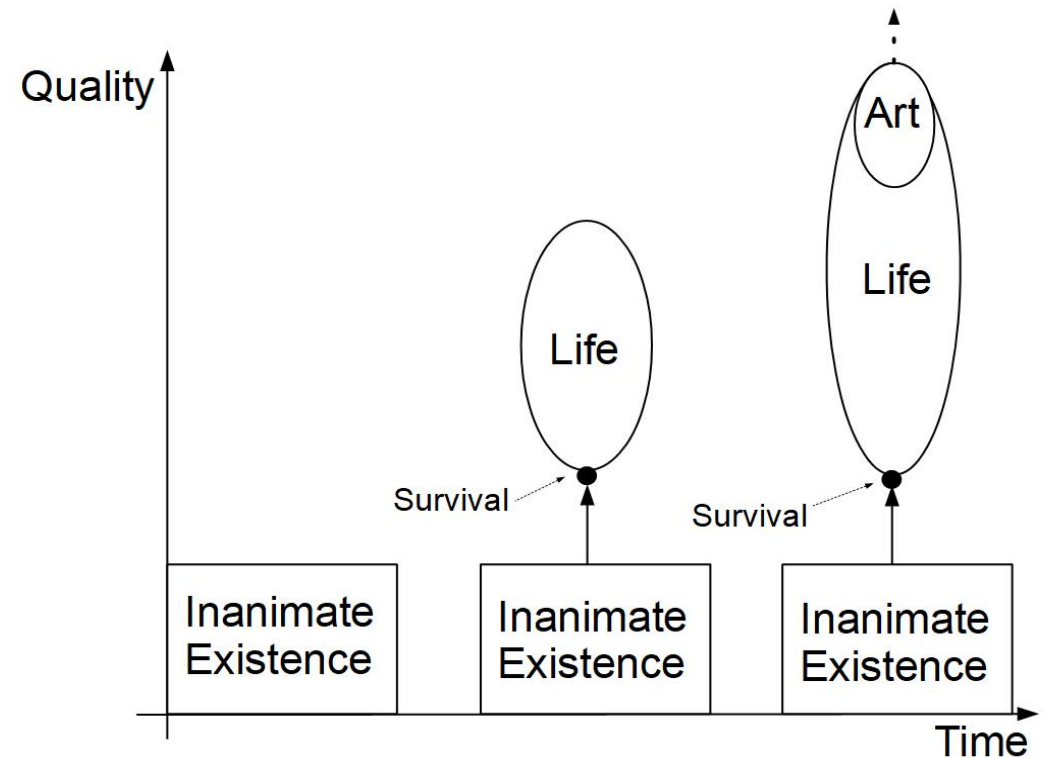 Quality
Art
Life
Life
Survival
Survival
Inanimate
Existence
Inanimate
Existence
Inanimate
Existence
Time